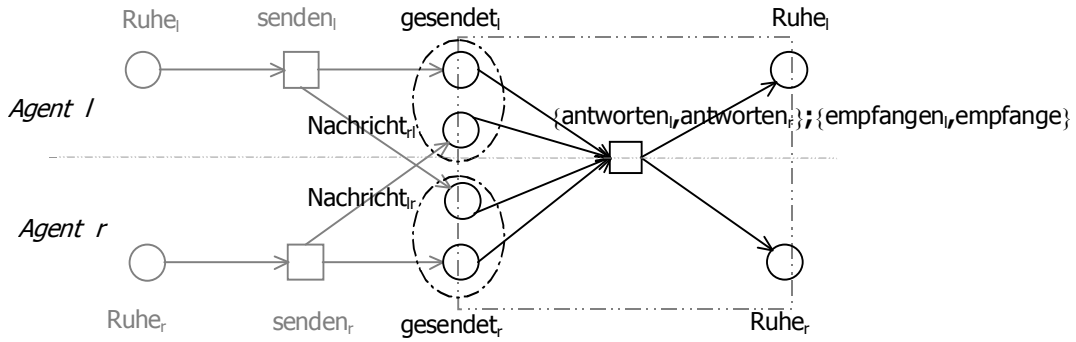 Ruheₗ sendenₗ gesendetₗ Ruheₗ
Agent l
Nachrichtᵣₗ
{antwortenₗ,antwortenᵣ};{empfangenₗ,empfange}
Nachrichtₗᵣ
Agent r
Ruheᵣ sendenᵣ gesendetᵣ Ruheᵣ